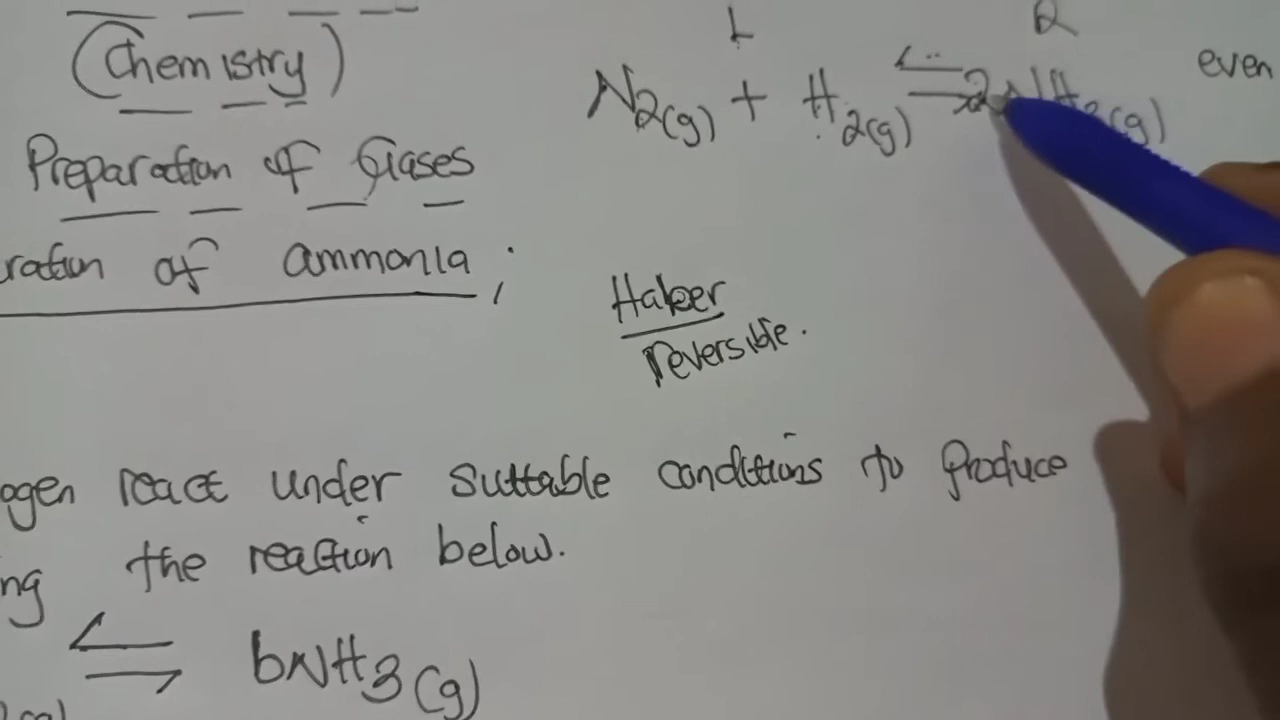 (Chemistry)
Preparation of Gases
ration of ammonia;
L R
N2(g) + H2(g) ⇌ 2NH3(g) even
Haber
reversible.
ogen react under suitable conditions to produce
ng the reaction below.
⇌ bNH3(g)